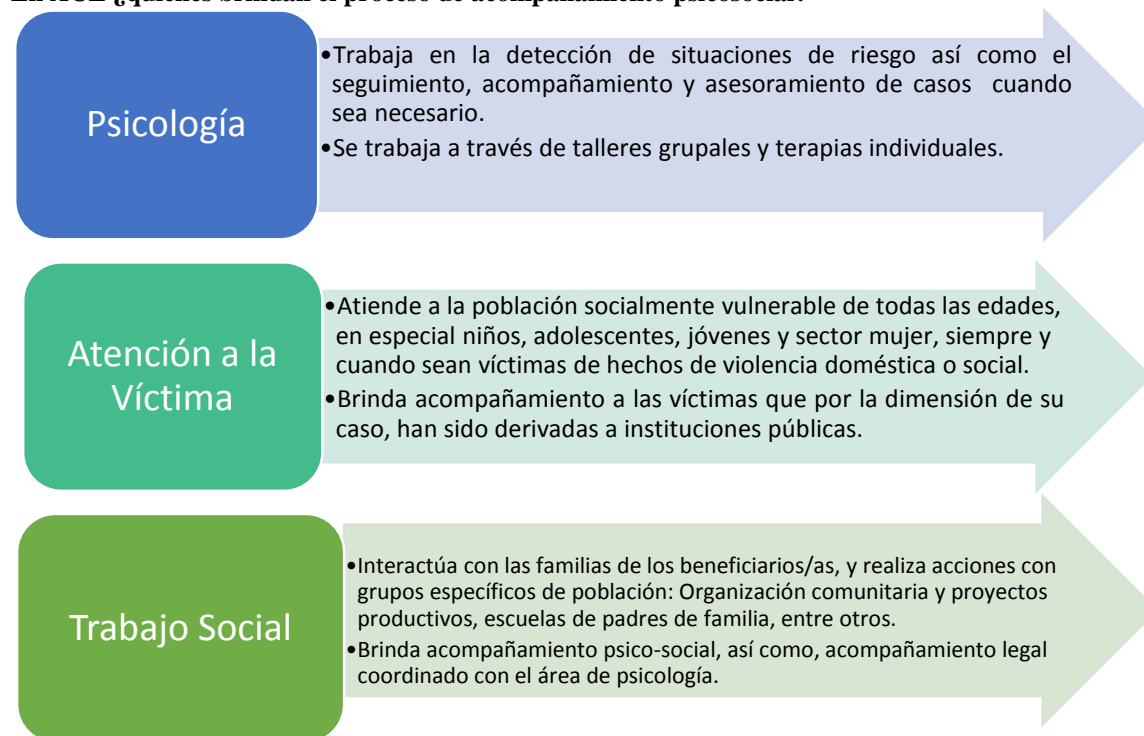 En ACE ¿quiénes brindan el proceso de acompañamiento psicosocial?
Psicología
•Trabaja en la detección de situaciones de riesgo así como el
seguimiento, acompañamiento y asesoramiento de casos cuando
sea necesario.
•Se trabaja a través de talleres grupales y terapias individuales.
Atención a la
Víctima
•Atiende a la población socialmente vulnerable de todas las edades,
en especial niños, adolescentes, jóvenes y sector mujer, siempre y
cuando sean víctimas de hechos de violencia doméstica o social.
•Brinda acompañamiento a las víctimas que por la dimensión de su
caso, han sido derivadas a instituciones públicas.
Trabajo Social
•Interactúa con las familias de los beneficiarios/as, y realiza acciones con
grupos específicos de población: Organización comunitaria y proyectos
productivos, escuelas de padres de familia, entre otros.
•Brinda acompañamiento psico-social, así como, acompañamiento legal
coordinado con el área de psicología.